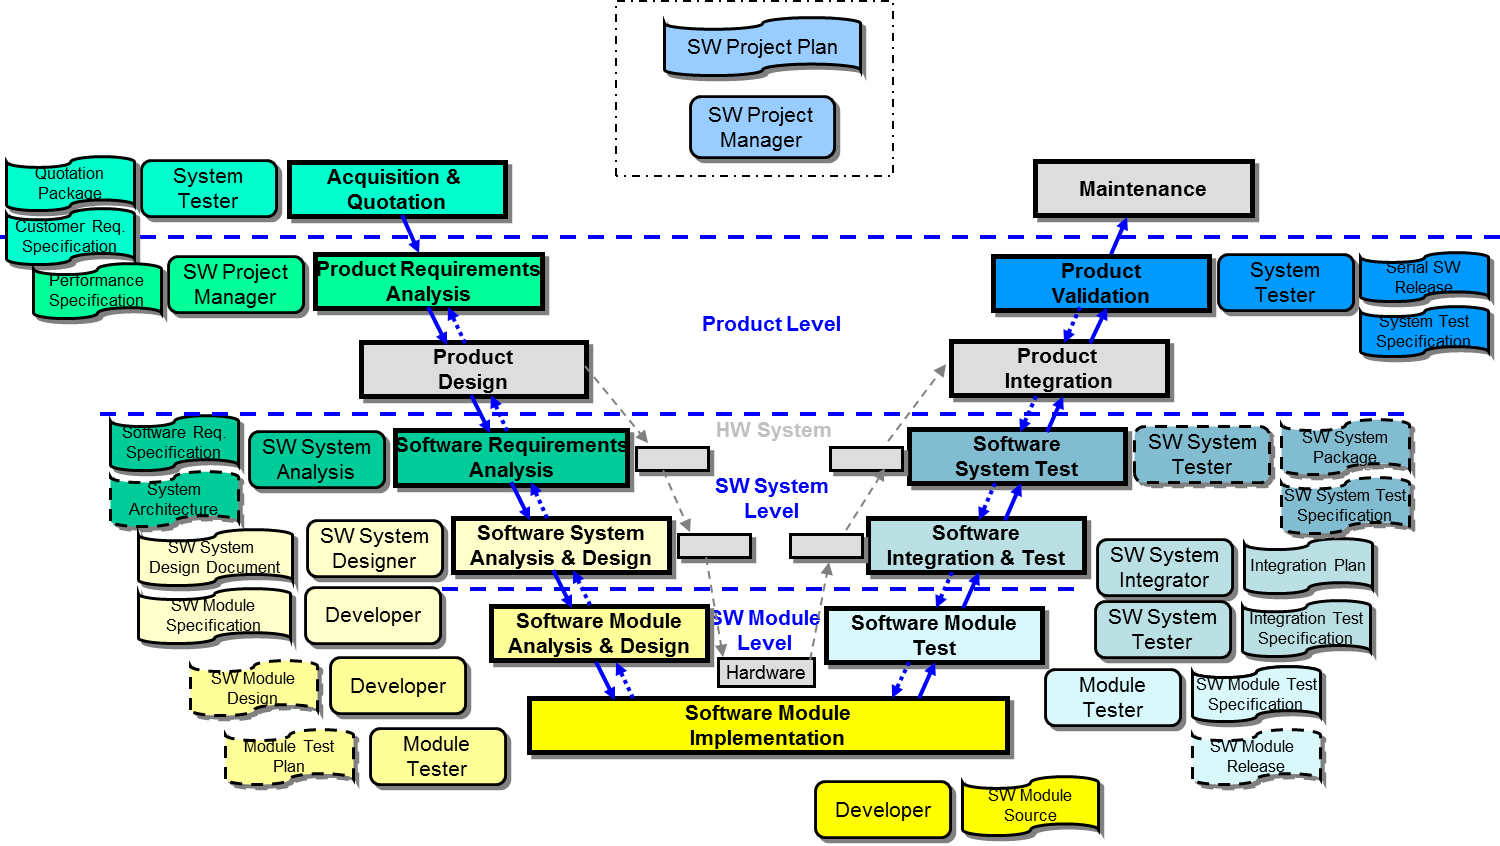 SW Project Plan
SW Project
Manager
Quotation
Package
System
Tester
Acquisition &
Quotation
Maintenance
Customer Req.
Specification
Performance
Specification
SW Project
Manager
Product Requirements
Analysis
Product
Validation
System
Tester
Serial SW
Release
System Test
Specification
Product Level
Product
Design
Product
Integration
Software Req.
Specification
SW System
Analysis
Software Requirements
Analysis
HW System
Software
System Test
SW System
Tester
SW System
Package
System
Architecture
SW System
Level
SW System Test
Specification
SW System
Design Document
SW System
Designer
Software System
Analysis & Design
Software
Integration & Test
SW System
Integrator
Integration Plan
SW Module
Specification
Developer
Software Module
Analysis & Design
SW Module
Level
Software Module
Test
SW System
Tester
Integration Test
Specification
Hardware
SW Module
Design
Developer
Module
Tester
SW Module Test
Specification
Software Module
Implementation
Module Test
Plan
Module
Tester
SW Module
Release
Developer
SW Module
Source